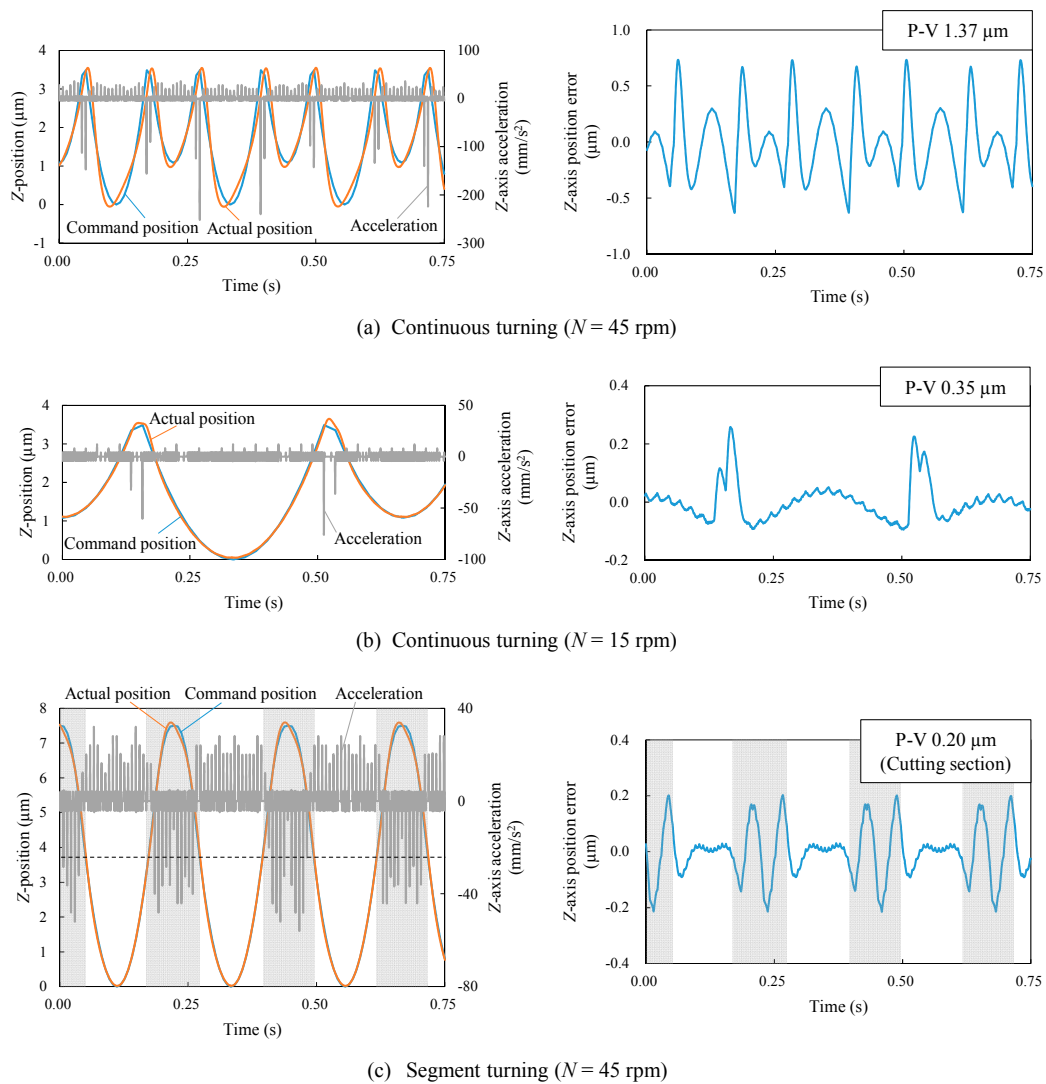 4
3
2
1
0
-1
Z-position (µm)
100
0
-100
-200
-300
Z-axis acceleration
(mm/s²)
Command position
Actual position
Acceleration
0.00
0.25
0.50
0.75
Time (s)
P-V 1.37 µm
1.0
0.5
0.0
-0.5
-1.0
Z-axis position error
(µm)
0.00
0.25
0.50
0.75
Time (s)
(a) Continuous turning (N = 45 rpm)
4
3
2
1
0
Z-position (µm)
50
0
-50
-100
Z-axis acceleration
(mm/s²)
Actual position
Command position
Acceleration
0.00
0.25
0.50
0.75
Time (s)
P-V 0.35 µm
0.4
0.2
0.0
-0.2
Z-axis position error
(µm)
0.00
0.25
0.50
0.75
Time (s)
(b) Continuous turning (N = 15 rpm)
Actual position
Command position
Acceleration
8
7
6
5
4
3
2
1
0
Z-position (µm)
40
0
-40
-80
Z-axis acceleration
(mm/s²)
0.00
0.25
0.50
0.75
Time (s)
P-V 0.20 µm
(Cutting section)
0.4
0.2
0.0
-0.2
-0.4
Z-axis position error
(µm)
0.00
0.25
0.50
0.75
Time (s)
(c) Segment turning (N = 45 rpm)